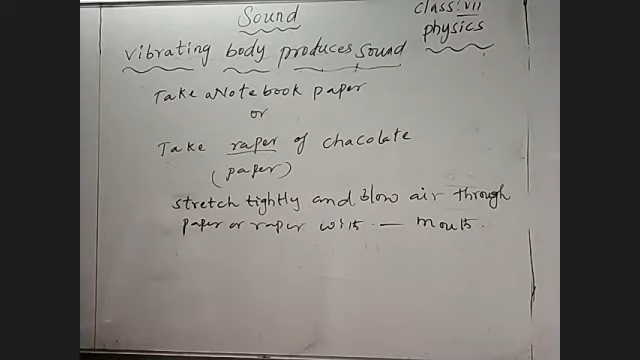 Sound
class: VII
physics
vibrating body produces sound
Take a Notebook paper
or
Take raper of chacolate
(paper)
stretch tightly and blow air through
paper or raper with — mouth.